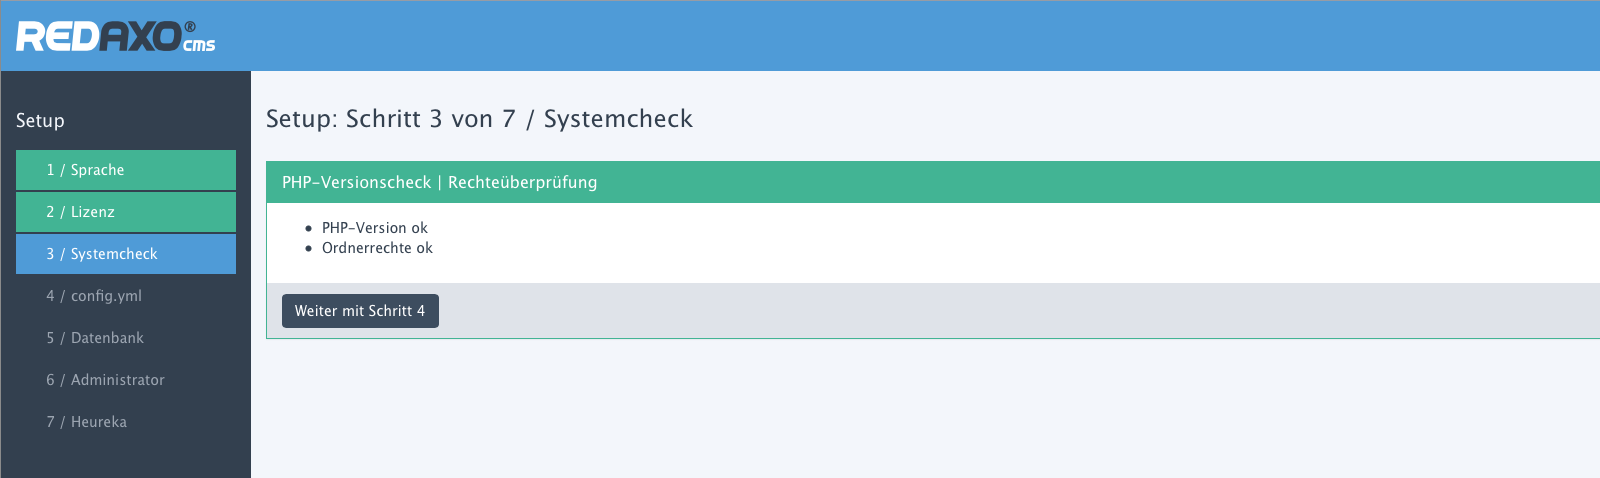 REDAXO® cms
Setup
1 / Sprache
2 / Lizenz
3 / Systemcheck
4 / config.yml
5 / Datenbank
6 / Administrator
7 / Heureka
Setup: Schritt 3 von 7 / Systemcheck
PHP-Versionscheck | Rechteüberprüfung
• PHP-Version ok
• Ordnerrechte ok
Weiter mit Schritt 4